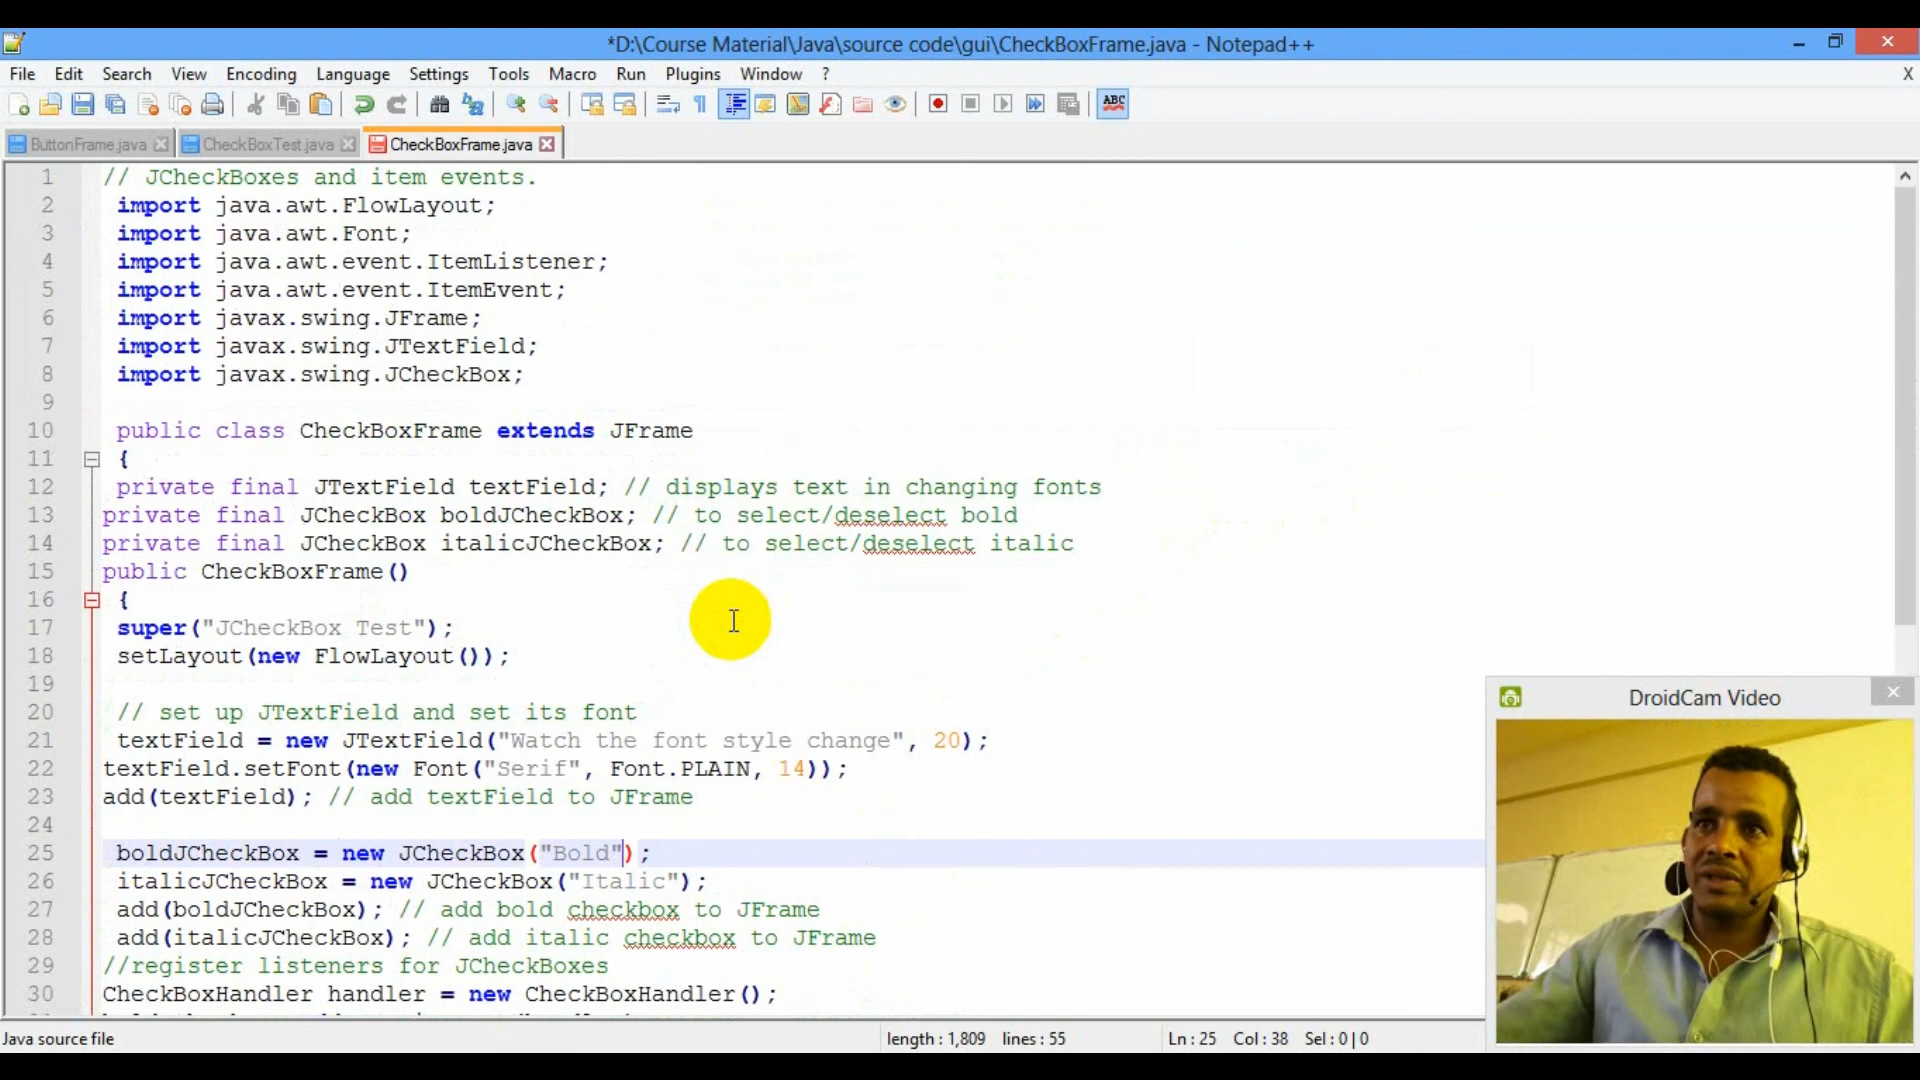 *D:\Course Material\Java\source code\gui\CheckBoxFrame.java - Notepad++
File Edit Search View Encoding Language Settings Tools Macro Run Plugins Window ? X
ABC
ButtonFrame.java CheckBoxTest.java CheckBoxFrame.java
1 // JCheckBoxes and item events.
2 import java.awt.FlowLayout;
3 import java.awt.Font;
4 import java.awt.event.ItemListener;
5 import java.awt.event.ItemEvent;
6 import javax.swing.JFrame;
7 import javax.swing.JTextField;
8 import javax.swing.JCheckBox;
9
10 public class CheckBoxFrame extends JFrame
11 {
12 private final JTextField textField; // displays text in changing fonts
13 private final JCheckBox boldJCheckBox; // to select/deselect bold
14 private final JCheckBox italicJCheckBox; // to select/deselect italic
15 public CheckBoxFrame()
16 {
17 super("JCheckBox Test");
18 setLayout(new FlowLayout());
19
20 // set up JTextField and set its font
21 textField = new JTextField("Watch the font style change", 20);
22 textField.setFont(new Font("Serif", Font.PLAIN, 14));
23 add(textField); // add textField to JFrame
24
25 boldJCheckBox = new JCheckBox("Bold");
26 italicJCheckBox = new JCheckBox("Italic");
27 add(boldJCheckBox); // add bold checkbox to JFrame
28 add(italicJCheckBox); // add italic checkbox to JFrame
29 //register listeners for JCheckBoxes
30 CheckBoxHandler handler = new CheckBoxHandler();
DroidCam Video
Java source file length : 1,809 lines : 55 Ln : 25 Col : 38 Sel : 0 | 0